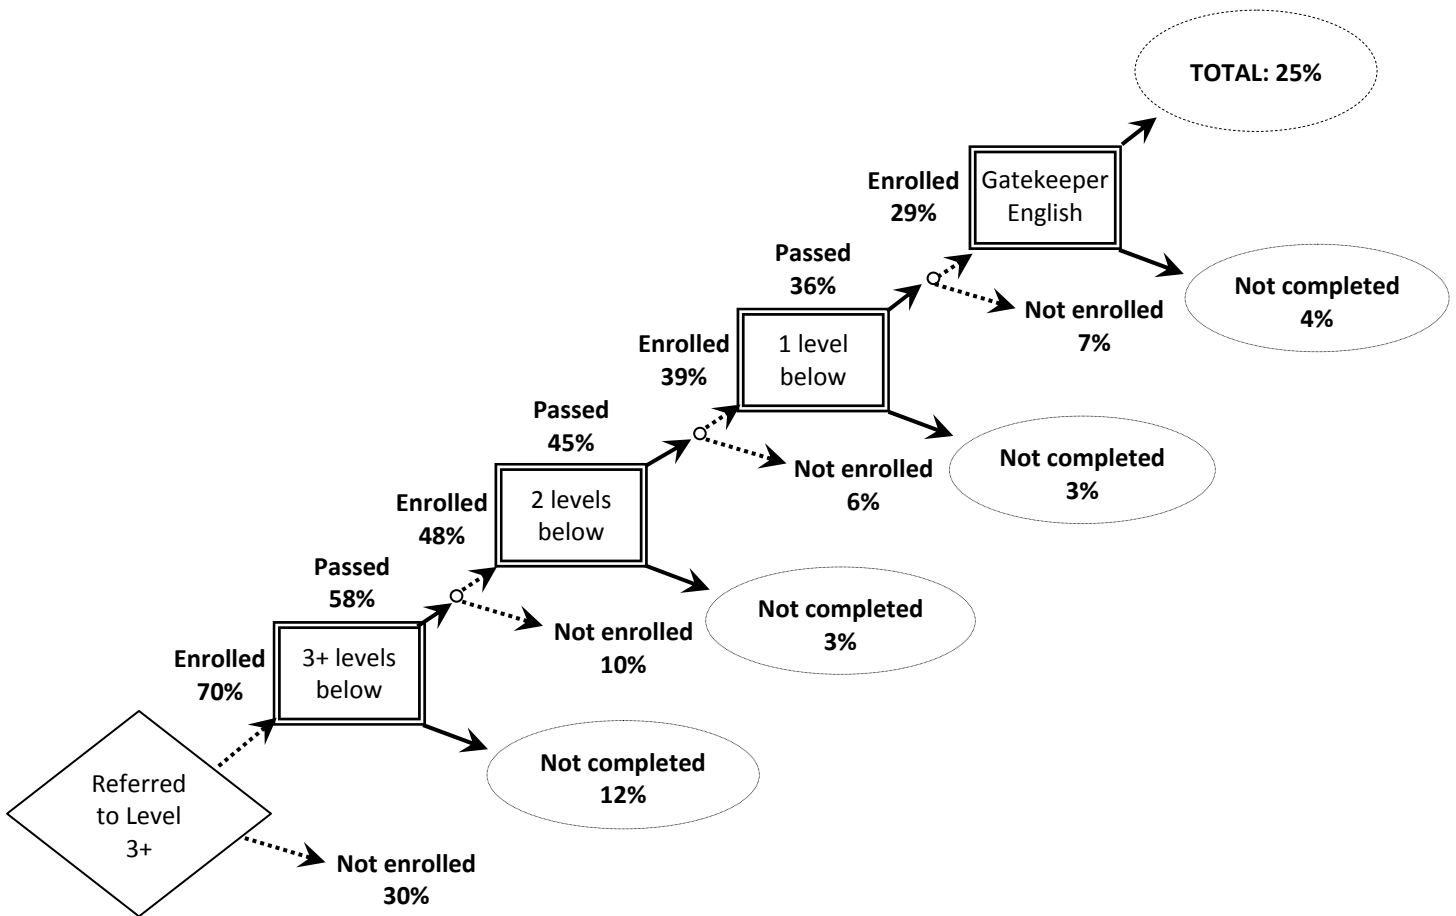 TOTAL: 25%
Enrolled
29%
Gatekeeper
English
Passed
36%
Not completed
4%
Not enrolled
7%
Enrolled
39%
1 level
below
Passed
45%
Not completed
3%
Not enrolled
6%
Enrolled
48%
2 levels
below
Passed
58%
Not completed
3%
Not enrolled
10%
Enrolled
70%
3+ levels
below
Not completed
12%
Referred
to Level
3+
Not enrolled
30%